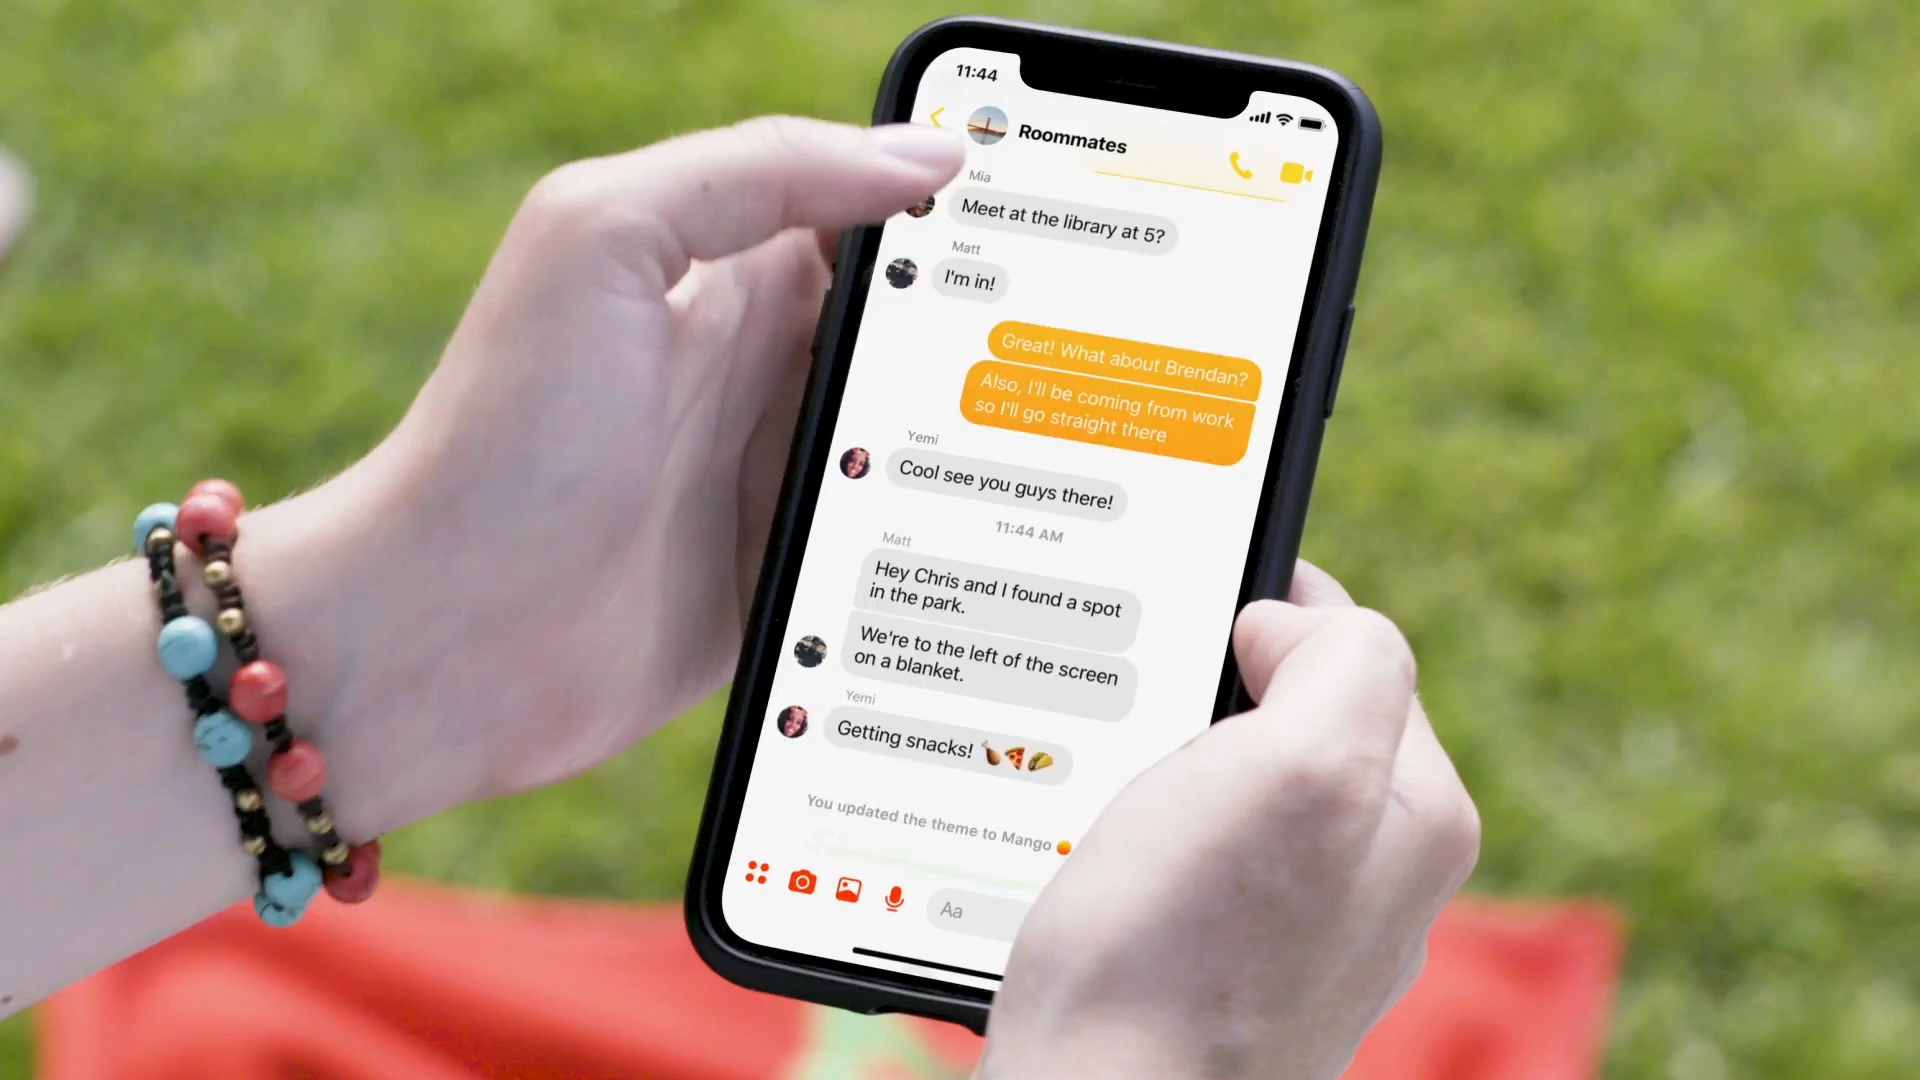 11:44
Roommates
Mia
Meet at the library at 5?
Matt
I'm in!
Great! What about Brendan?
Also, I'll be coming from work
so I'll go straight there
Yemi
Cool see you guys there!
11:44 AM
Matt
Hey Chris and I found a spot
in the park.
We're to the left of the screen
on a blanket.
Yemi
Getting snacks! 🍗🍕🌮
You updated the theme to Mango
Aa